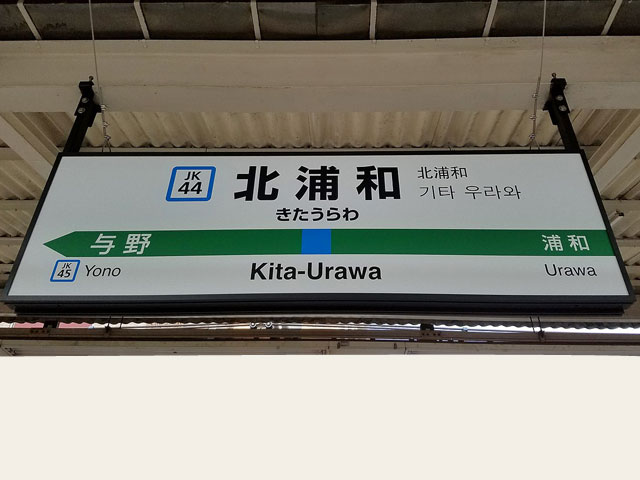 JK
44
北浦和
きたうらわ
北浦和
기타 우라와
与野
浦和
JK
45
Yono
Kita-Urawa
Urawa